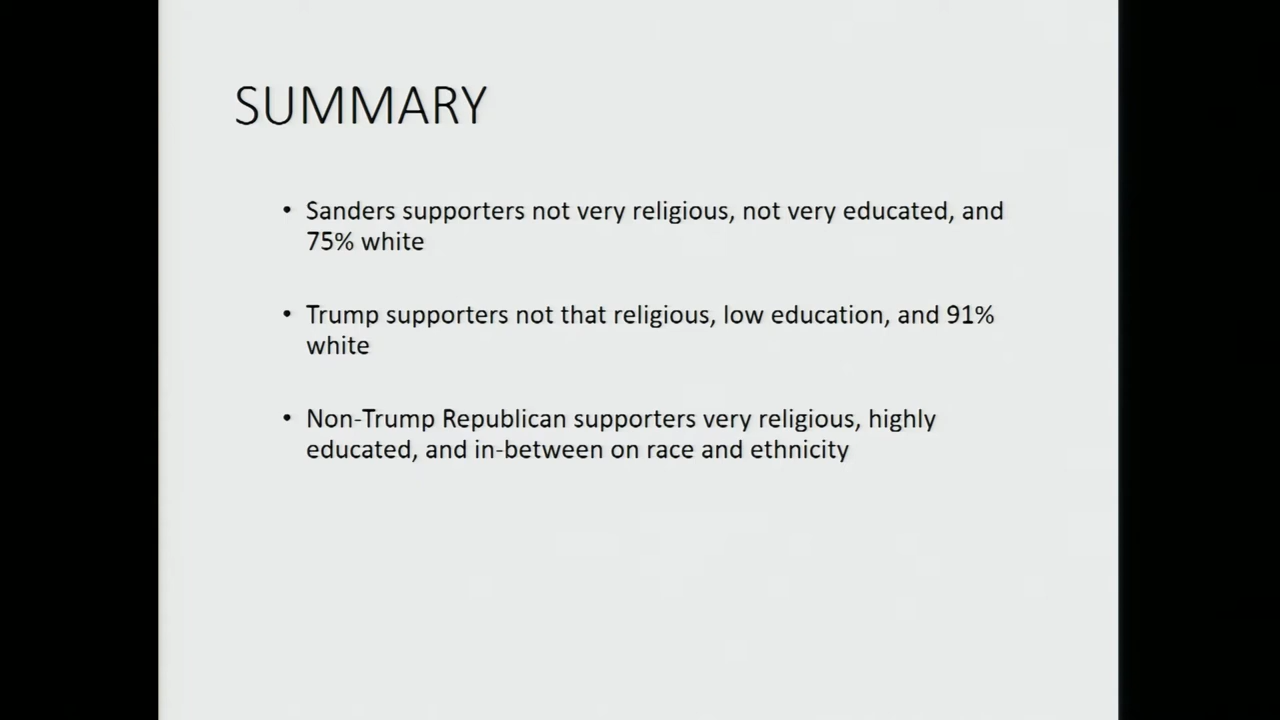 SUMMARY
• Sanders supporters not very religious, not very educated, and
75% white
• Trump supporters not that religious, low education, and 91%
white
• Non-Trump Republican supporters very religious, highly
educated, and in-between on race and ethnicity